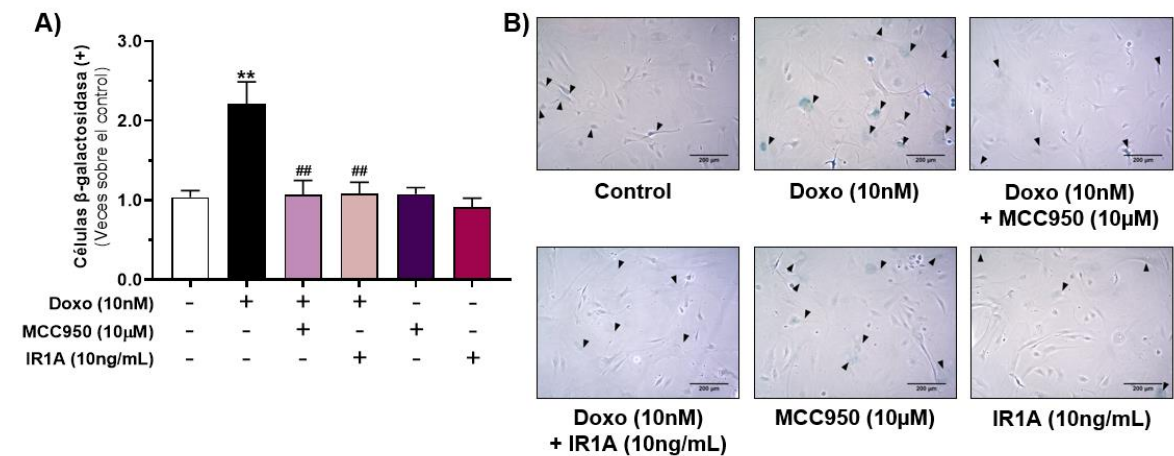 A)
Células β-galactosidasa (+)
(Veces sobre el control)
3.0
2.0
1.0
0.0
**
##
##
Doxo (10nM) - + + + - -
MCC950 (10μM) - - + - + -
IR1A (10ng/mL) - - - + - +
B)
200 μm
200 μm
200 μm
Control
Doxo (10nM)
Doxo (10nM)
+ MCC950 (10μM)
200 μm
200 μm
200 μm
Doxo (10nM)
+ IR1A (10ng/mL)
MCC950 (10μM)
IR1A (10ng/mL)